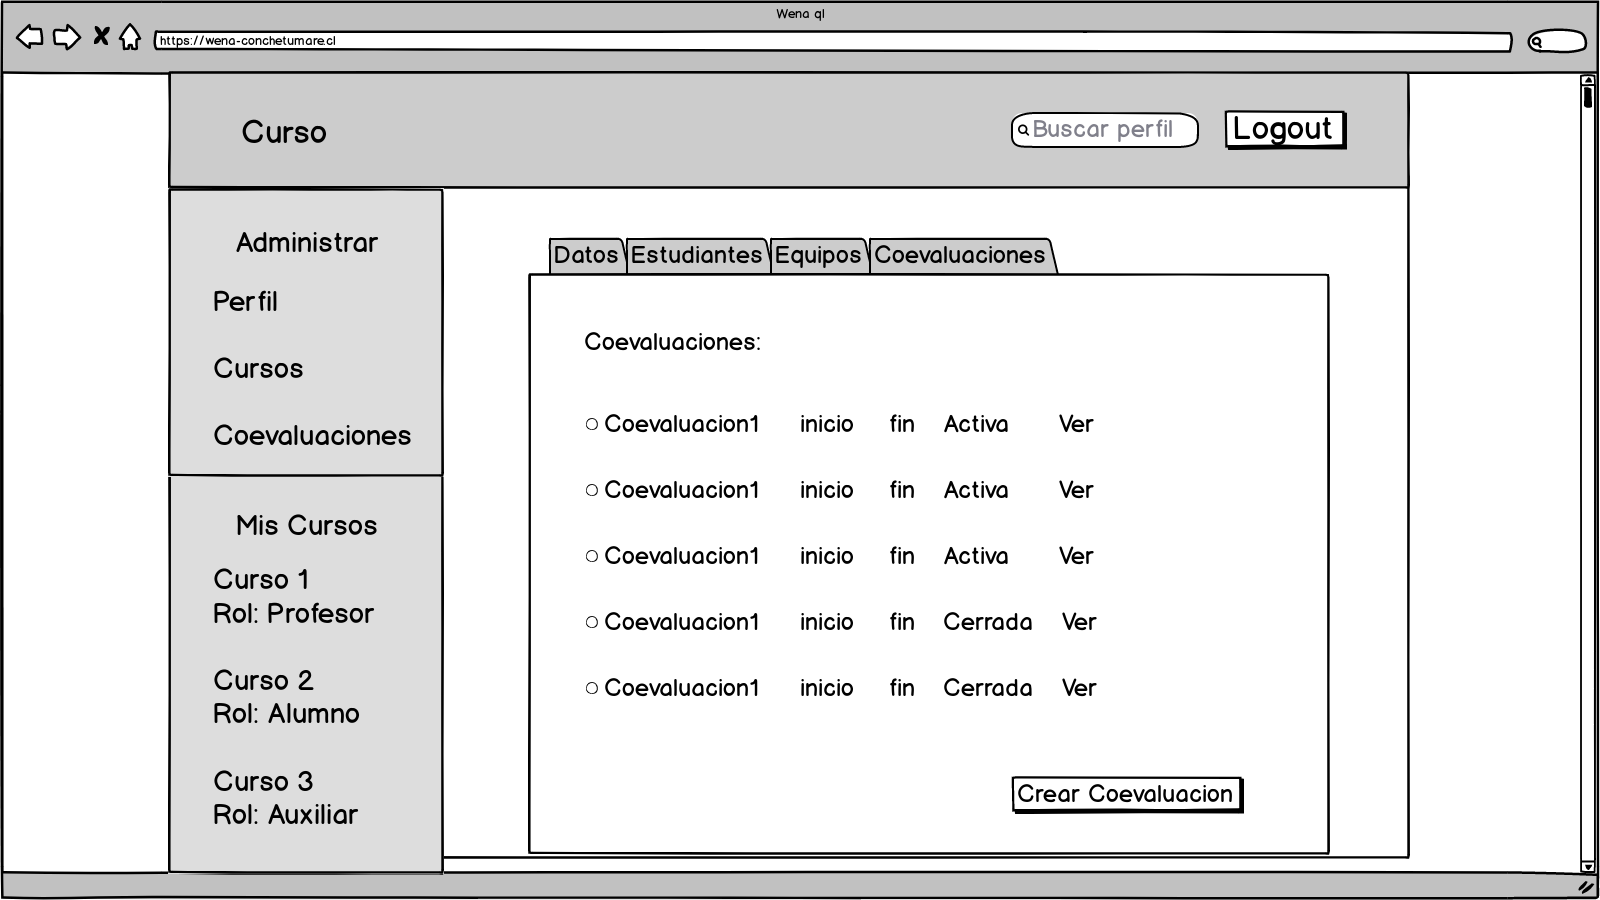 Wena ql
https://wena-conchetumare.cl
Curso
Buscar perfil
Logout
Administrar
Perfil
Cursos
Coevaluaciones
Mis Cursos
Curso 1
Rol: Profesor
Curso 2
Rol: Alumno
Curso 3
Rol: Auxiliar
Datos Estudiantes Equipos Coevaluaciones
Coevaluaciones:
Coevaluacion1 inicio fin Activa Ver
Coevaluacion1 inicio fin Activa Ver
Coevaluacion1 inicio fin Activa Ver
Coevaluacion1 inicio fin Cerrada Ver
Coevaluacion1 inicio fin Cerrada Ver
Crear Coevaluacion